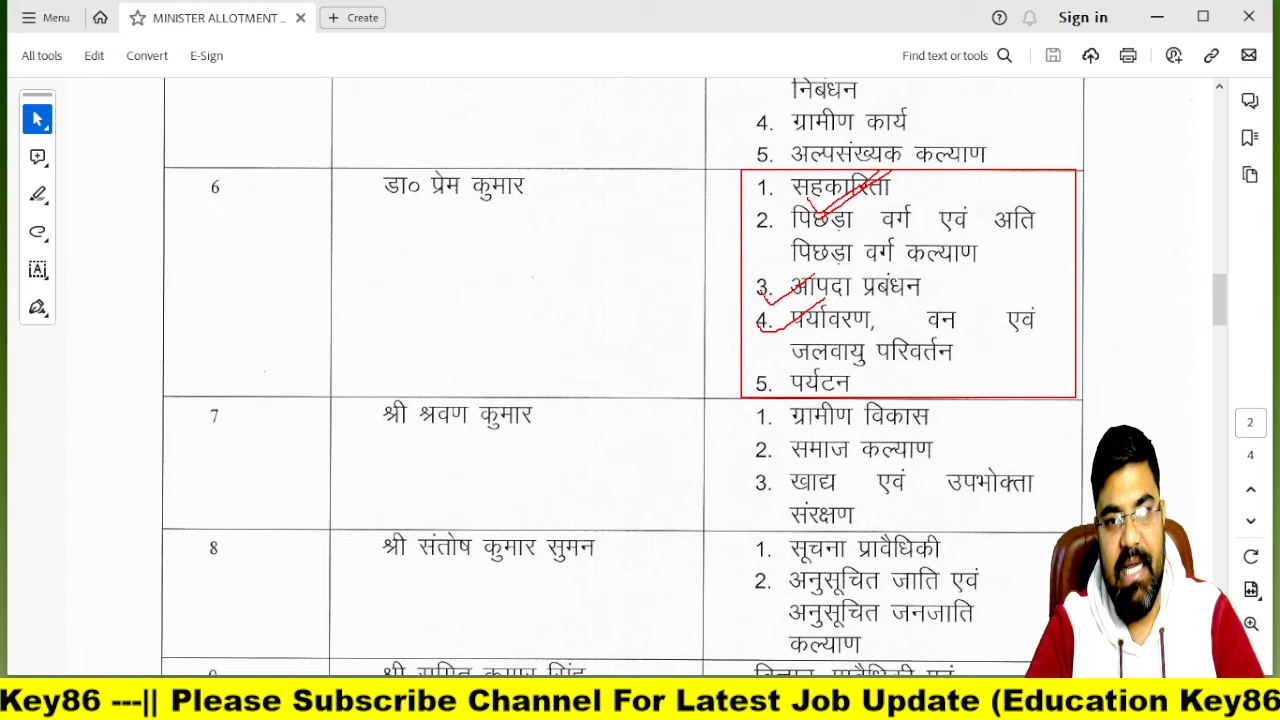 Menu
MINISTER ALLOTMENT ...
Create
Sign in
All tools
Edit
Convert
E-Sign
Find text or tools
निबंधन
4. ग्रामीण कार्य
5. अल्पसंख्यक कल्याण
6
डा० प्रेम कुमार
1. सहकारिता
2. पिछड़ा वर्ग एवं अति
पिछड़ा वर्ग कल्याण
3. आपदा प्रबंधन
4. पर्यावरण, वन एवं
जलवायु परिवर्तन
5. पर्यटन
7
श्री श्रवण कुमार
1. ग्रामीण विकास
2. समाज कल्याण
3. खाद्य एवं उपभोक्ता
संरक्षण
8
श्री संतोष कुमार सुमन
1. सूचना प्रावैधिकी
2. अनुसूचित जाति एवं
अनुसूचित जनजाति
कल्याण
2
4
Key86 ---|| Please Subscribe Channel For Latest Job Update (Education Key86